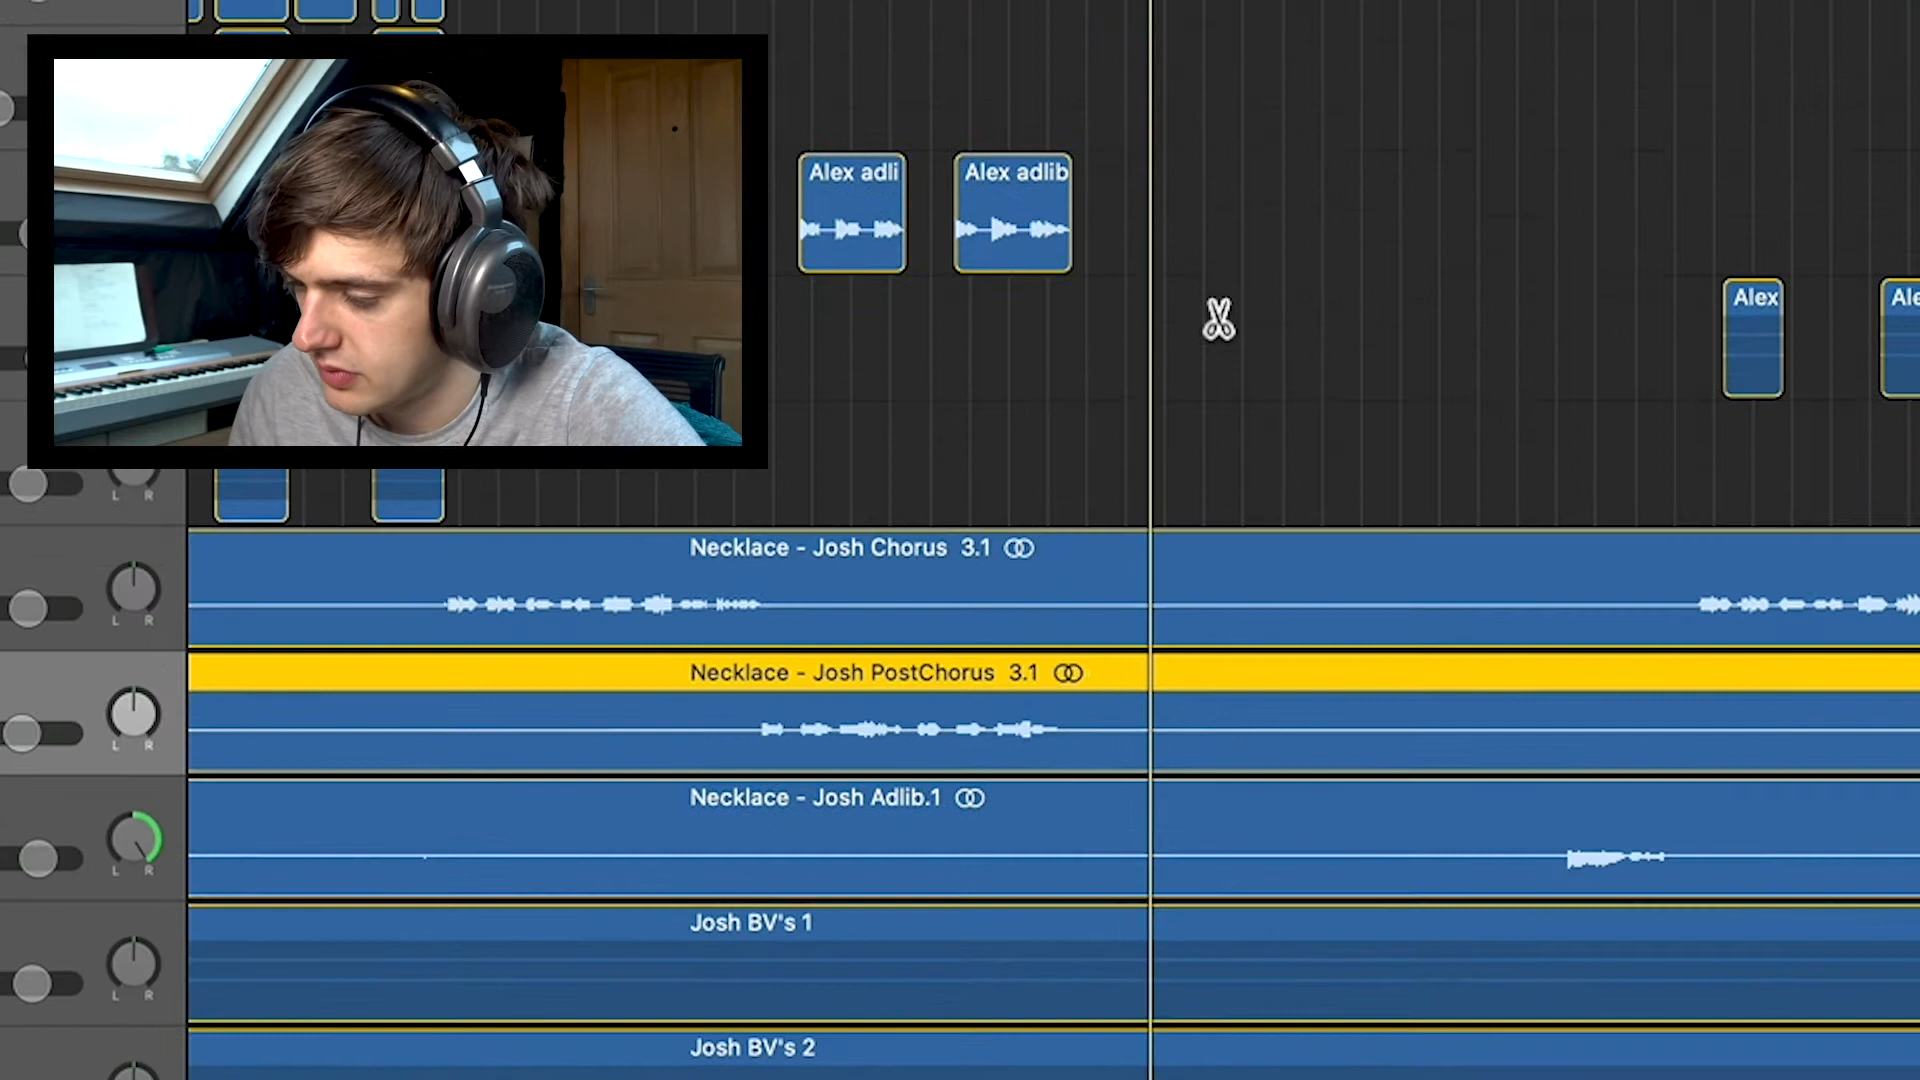 Alex adli
Alex adlib
Alex
Ale
L R
Necklace - Josh Chorus 3.1
L R
Necklace - Josh PostChorus 3.1
L R
Necklace - Josh Adlib.1
L R
Josh BV's 1
L R
Josh BV's 2